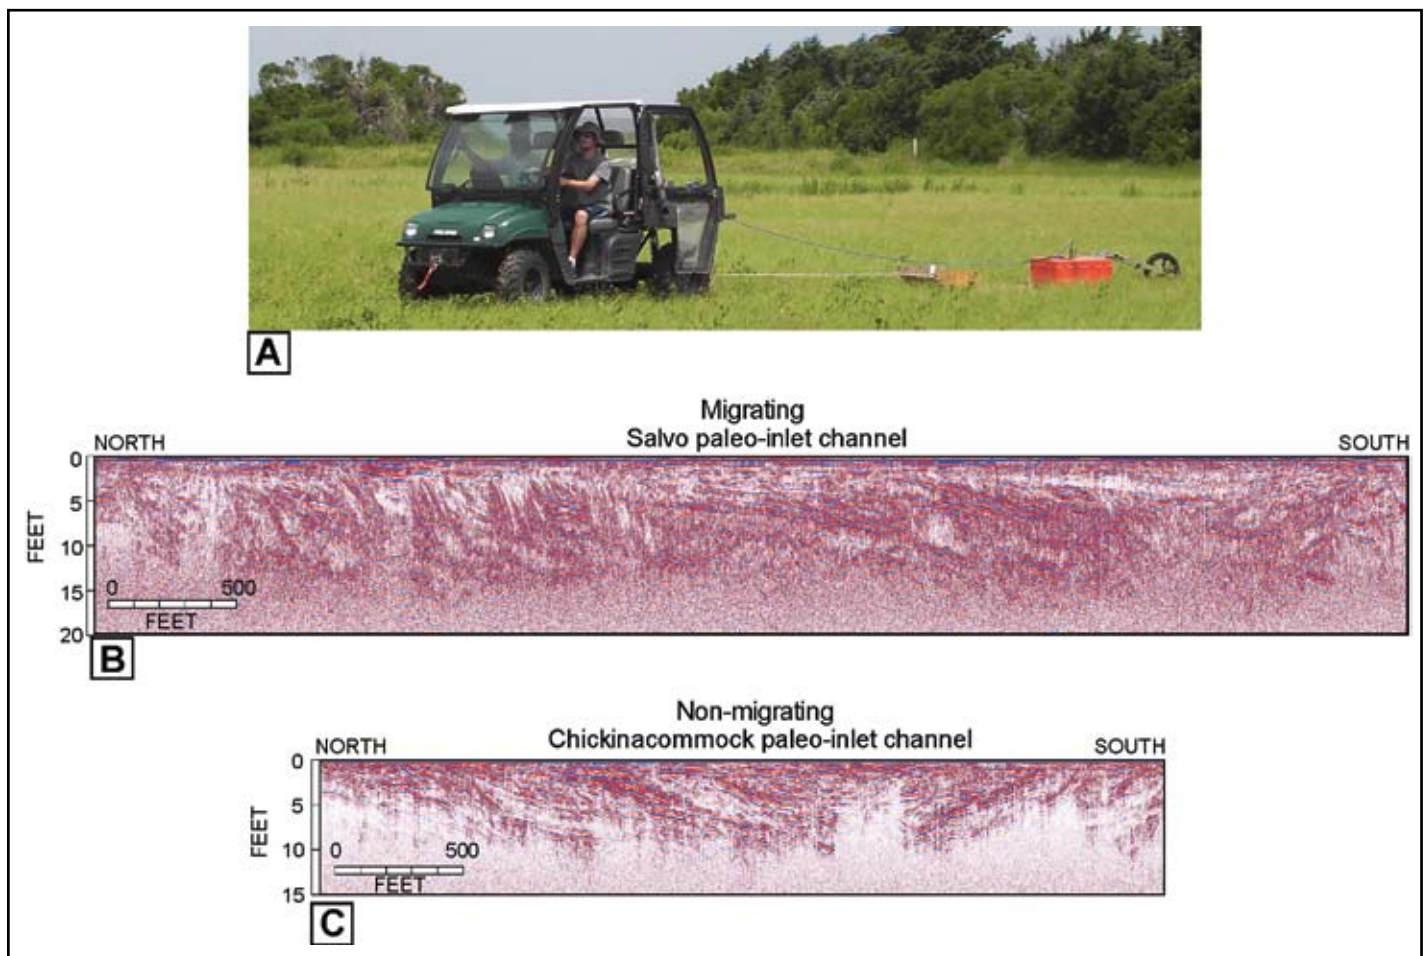 A
Migrating
Salvo paleo-inlet channel
NORTH
SOUTH
0
5
10
15
20
FEET
0 500
FEET
B
Non-migrating
Chickinacommock paleo-inlet channel
NORTH
SOUTH
0
5
10
15
FEET
0 500
FEET
C